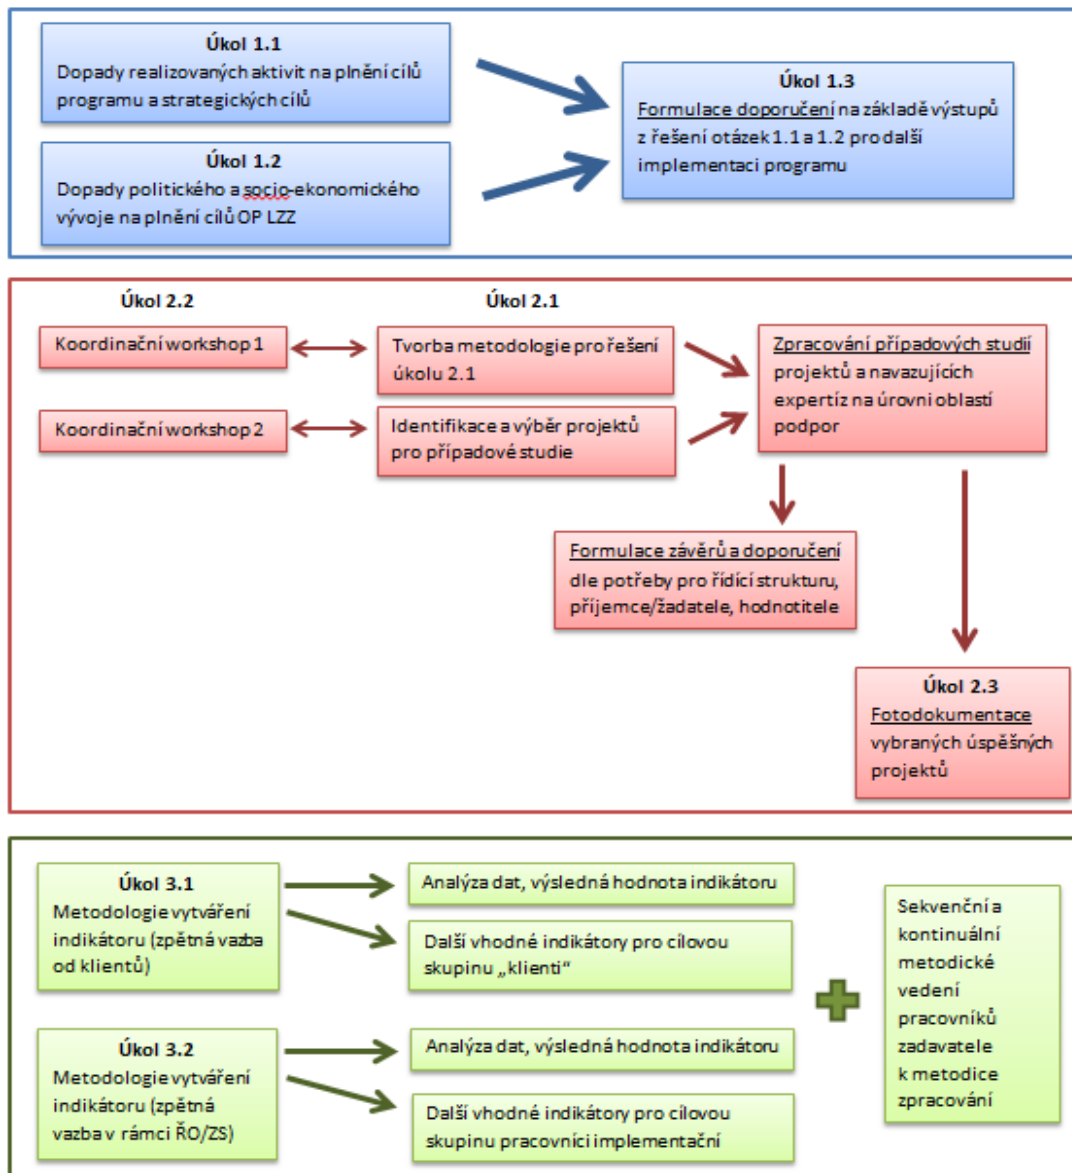 Úkol 1.1
Dopady realizovaných aktivit na plnění cílů
programu a strategických cílů
Úkol 1.2
Dopady politického a socio-ekonomického
vývoje na plnění cílů OP LZZ
Úkol 1.3
Formulace doporučení na základě výstupů
z řešení otázek 1.1 a 1.2 pro další
implementaci programu
Úkol 2.2
Koordinační workshop 1
Koordinační workshop 2
Úkol 2.1
Tvorba metodologie pro řešení
úkolu 2.1
Identifikace a výběr projektů
pro případové studie
Zpracování případových studií
projektů a navazujících
expertíz na úrovni oblastí
podpor
Formulace závěrů a doporučení
dle potřeby pro řídící strukturu,
příjemce/žadatele, hodnotitele
Úkol 2.3
Fotodokumentace
vybraných úspěšných
projektů
Úkol 3.1
Metodologie vytváření
indikátoru (zpětná vazba
od klientů)
Analýza dat, výsledná hodnota indikátoru
Další vhodné indikátory pro cílovou
skupinu „klienti“
Úkol 3.2
Metodologie vytváření
indikátoru (zpětná
vazba v rámci ŘO/ZS)
Analýza dat, výsledná hodnota indikátoru
Další vhodné indikátory pro cílovou
skupinu pracovníci implementační
Sekvenční a
kontinuální
metodické
vedení
pracovníků
zadavatele
k metodice
zpracování